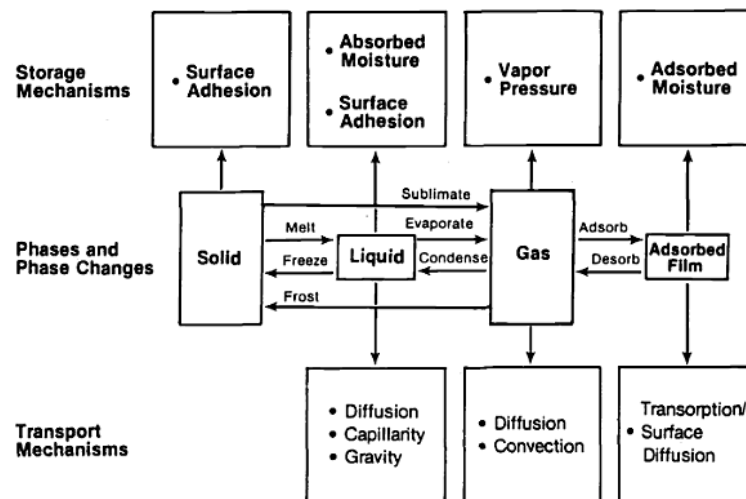 Storage
Mechanisms
• Surface
Adhesion
• Absorbed
Moisture
• Surface
Adhesion
• Vapor
Pressure
• Adsorbed
Moisture
Phases and
Phase Changes
Solid
Sublimate
Melt
Freeze
Frost
Liquid
Evaporate
Condense
Gas
Adsorb
Desorb
Adsorbed
Film
Transport
Mechanisms
• Diffusion
• Capillarity
• Gravity
• Diffusion
• Convection
Transorption/
• Surface
Diffusion